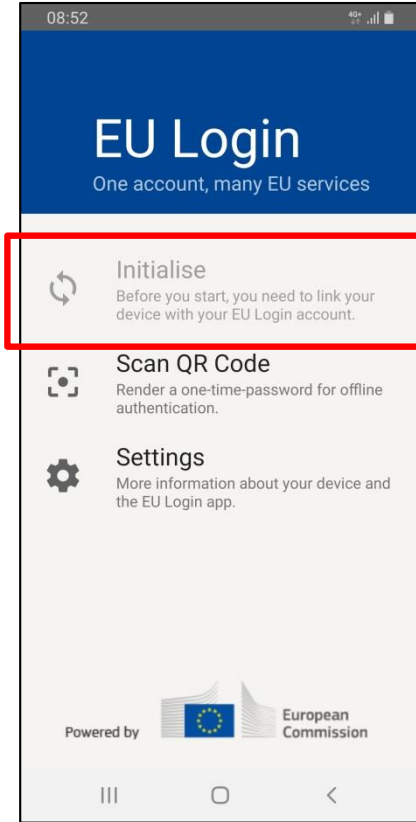 08:52
4G+
EU Login
One account, many EU services
Initialise
Before you start, you need to link your
device with your EU Login account.
Scan QR Code
Render a one-time-password for offline
authentication.
Settings
More information about your device and
the EU Login app.
Powered by
European
Commission